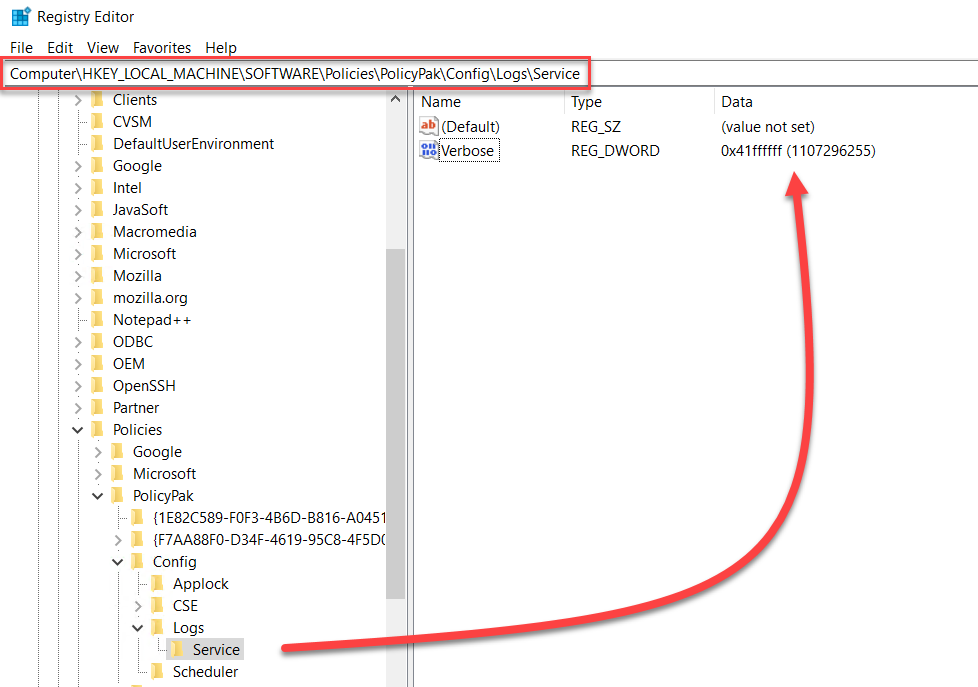 Registry Editor
File Edit View Favorites Help
Computer\HKEY_LOCAL_MACHINE\SOFTWARE\Policies\PolicyPak\Config\Logs\Service
Clients
CVSM
DefaultUserEnvironment
Google
Intel
JavaSoft
Macromedia
Microsoft
Mozilla
mozilla.org
Notepad++
ODBC
OEM
OpenSSH
Partner
Policies
Google
Microsoft
PolicyPak
{1E82C589-F0F3-4B6D-B816-A0451
{F7AA88F0-D34F-4619-95C8-4F5D0
Config
Applock
CSE
Logs
Service
Scheduler
Name Type Data
ab (Default) REG_SZ (value not set)
Verbose REG_DWORD 0x41ffffff (1107296255)